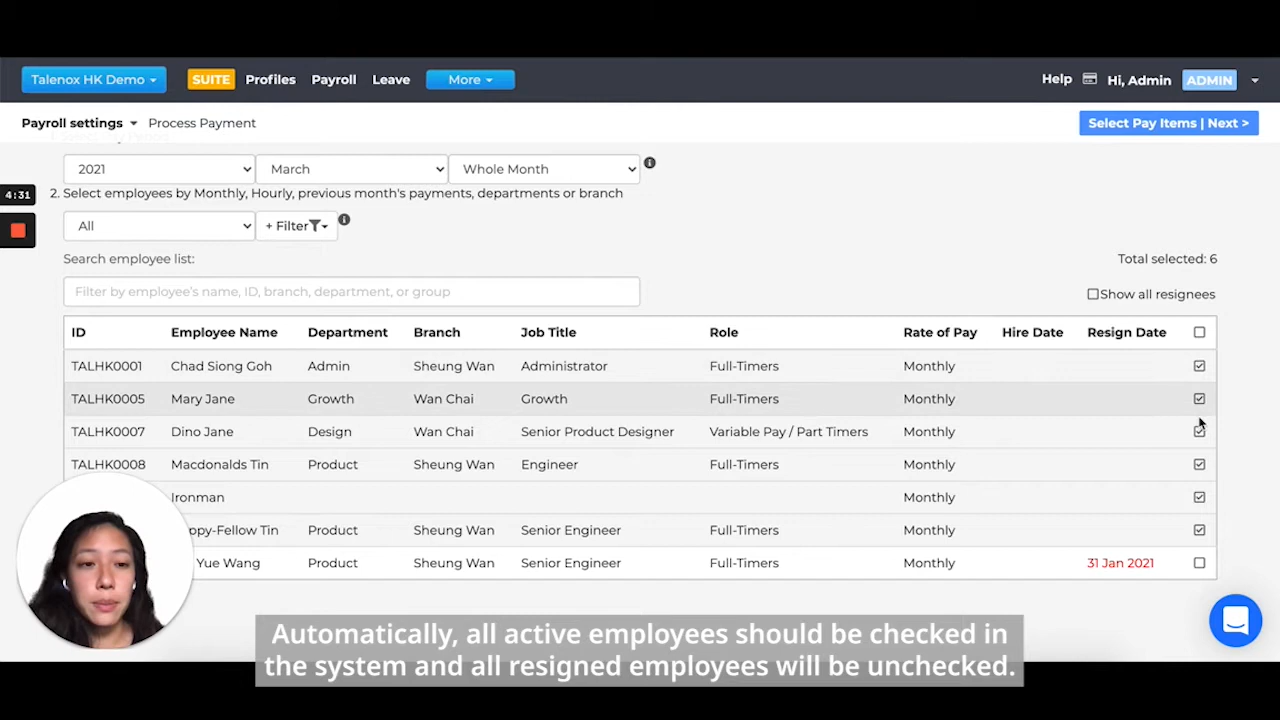 Talenox HK Demo SUITE Profiles Payroll Leave More Help Hi, Admin ADMIN
Payroll settings Process Payment Select Pay Items | Next >
2021 March Whole Month
4:31
2. Select employees by Monthly, Hourly, previous month's payments, departments or branch
All + Filter
Search employee list: Total selected: 6
Filter by employee's name, ID, branch, department, or group
Show all resignees
ID Employee Name Department Branch Job Title Role Rate of Pay Hire Date Resign Date
TALHK0001 Chad Siong Goh Admin Sheung Wan Administrator Full-Timers Monthly
TALHK0005 Mary Jane Growth Wan Chai Growth Full-Timers Monthly
TALHK0007 Dino Jane Design Wan Chai Senior Product Designer Variable Pay / Part Timers Monthly
TALHK0008 Macdonalds Tin Product Sheung Wan Engineer Full-Timers Monthly
Ironman Monthly
ppy-Fellow Tin Product Sheung Wan Senior Engineer Full-Timers Monthly
Yue Wang Product Sheung Wan Senior Engineer Full-Timers Monthly 31 Jan 2021
Automatically, all active employees should be checked in
the system and all resigned employees will be unchecked.